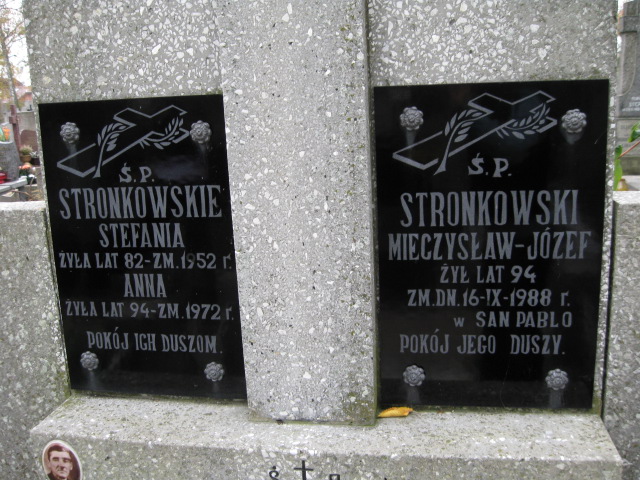 Ś.P.
STRONKOWSKIE
STEFANIA
ŻYŁA LAT 82-ZM.1952 r.
ANNA
ŻYŁA LAT 94-ZM.1972 r.
POKÓJ ICH DUSZOM.
Ś.P.
STRONKOWSKI
MIECZYSŁAW-JÓZEF
ŻYŁ LAT 94
ZM.DN.16-IX-1988 r.
w SAN PABLO
POKÓJ JEGO DUSZY.